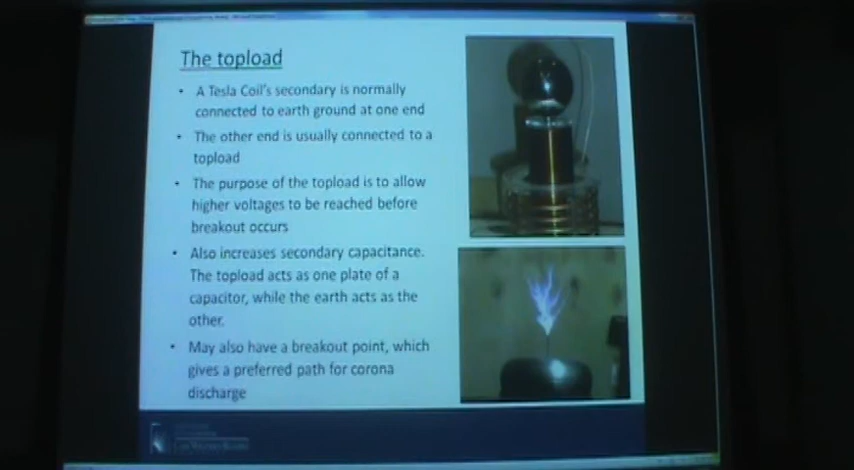 The topload
• A Tesla Coil's secondary is normally
connected to earth ground at one end
• The other end is usually connected to a
topload
• The purpose of the topload is to allow
higher voltages to be reached before
breakout occurs
• Also increases secondary capacitance.
The topload acts as one plate of a
capacitor, while the earth acts as the
other.
• May also have a breakout point, which
gives a preferred path for corona
discharge